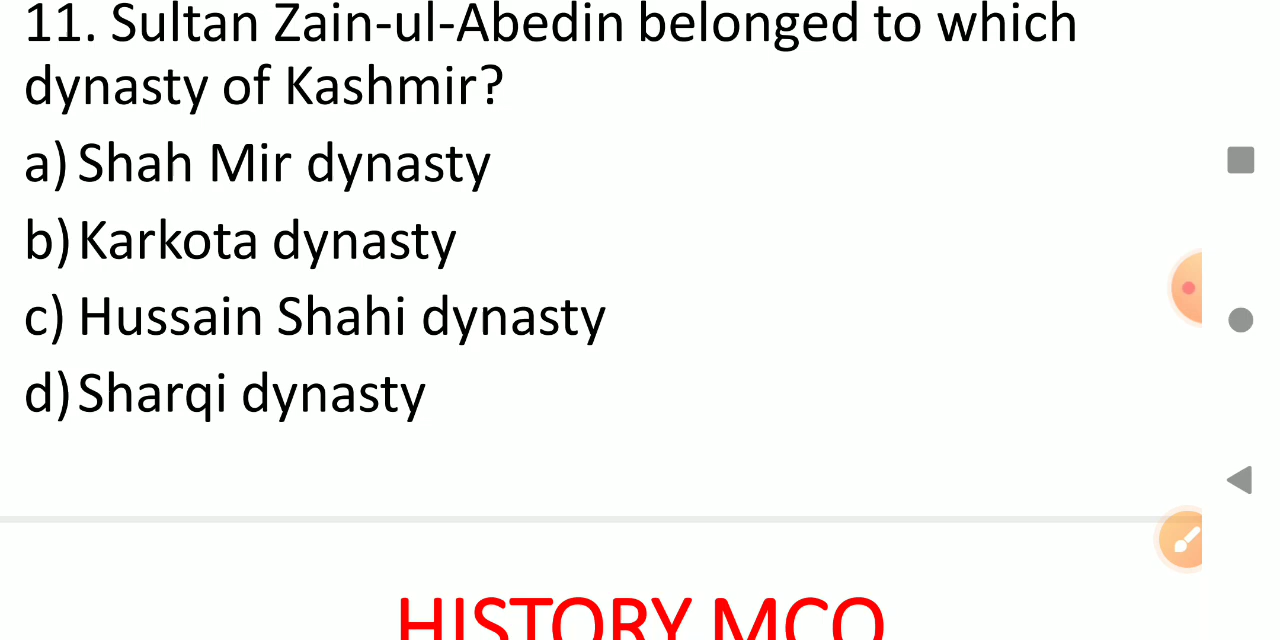 11. Sultan Zain-ul-Abedin belonged to which
dynasty of Kashmir?
a) Shah Mir dynasty
b) Karkota dynasty
c) Hussain Shahi dynasty
d) Sharqi dynasty
HISTORY MCQ